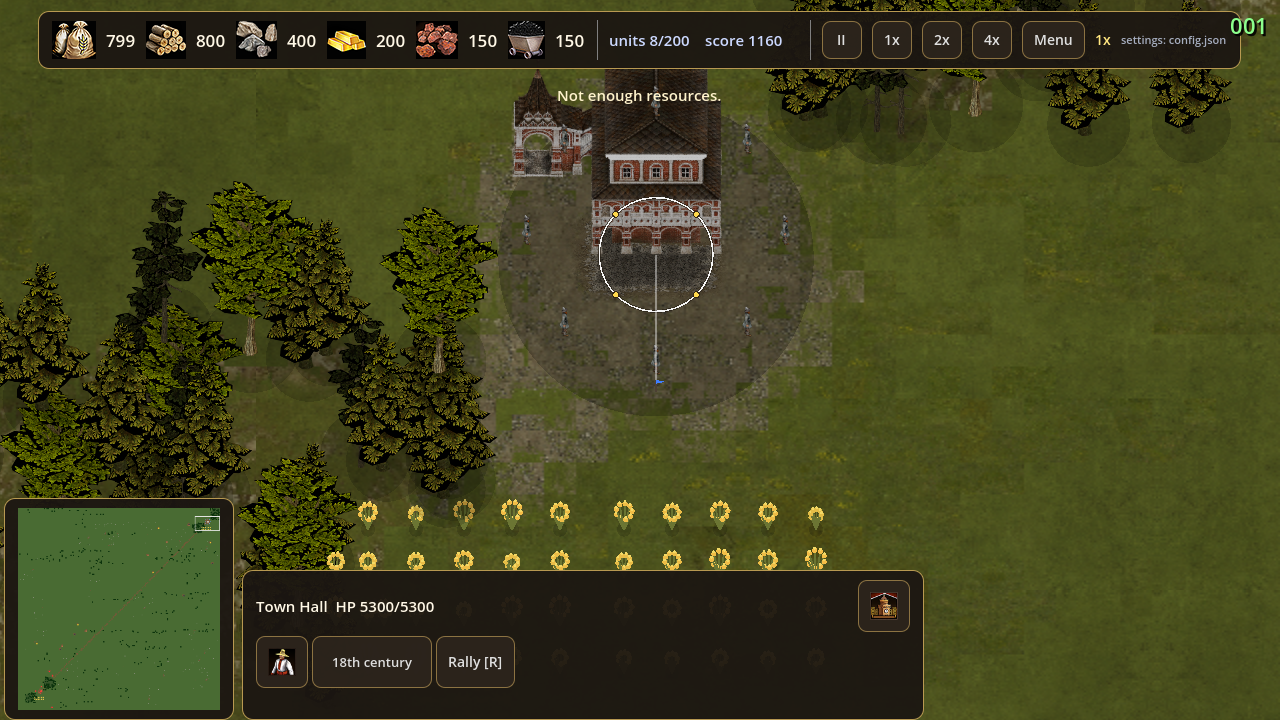 799 800 400 200 150 150 units 8/200 score 1160 II 1x 2x 4x Menu 1x settings: config.json 001
Not enough resources.
Town Hall HP 5300/5300
18th century Rally [R]